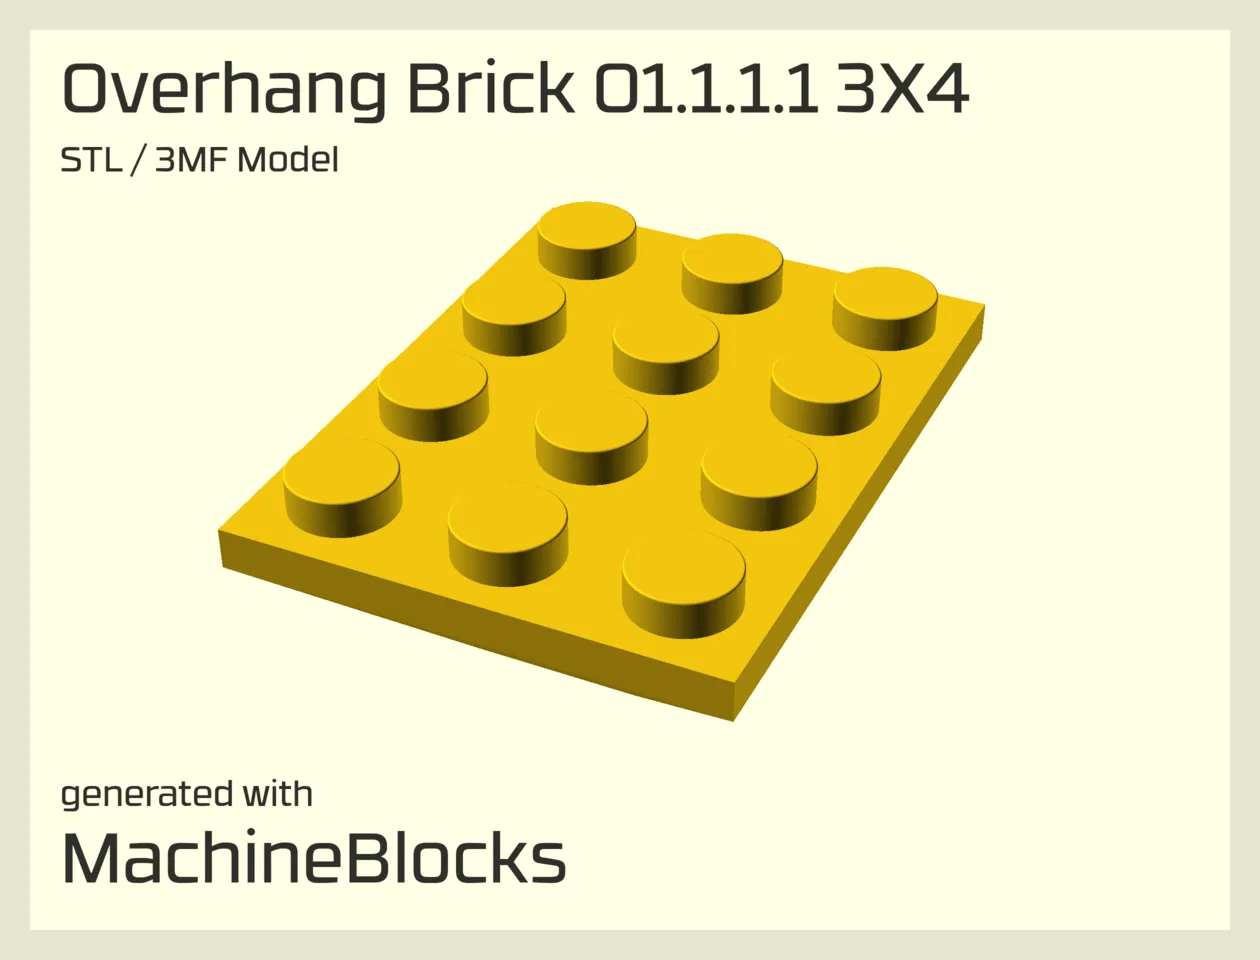 Overhang Brick 01.1.1.1 3X4
STL / 3MF Model
generated with
MachineBlocks